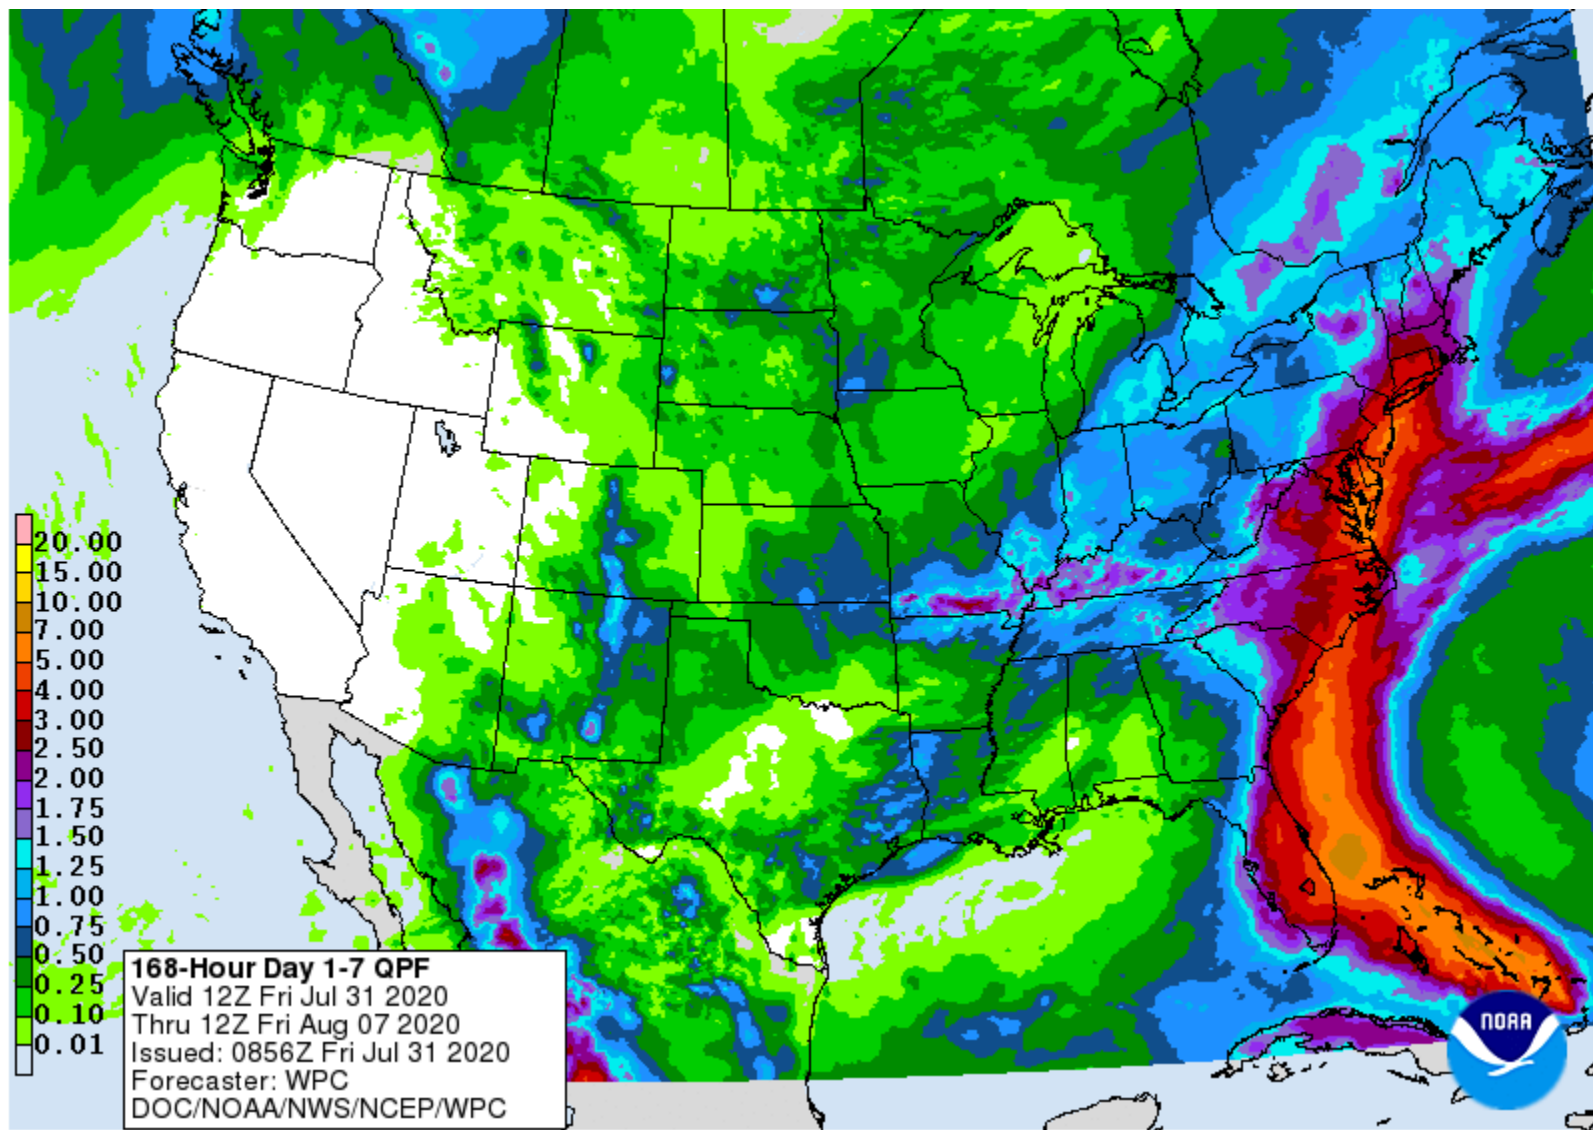 20.00
15.00
10.00
7.00
5.00
4.00
3.00
2.50
2.00
1.75
1.50
1.25
1.00
0.75
0.50
0.25
0.10
0.01
168-Hour Day 1-7 QPF
Valid 12Z Fri Jul 31 2020
Thru 12Z Fri Aug 07 2020
Issued: 0856Z Fri Jul 31 2020
Forecaster: WPC
DOC/NOAA/NWS/NCEP/WPC
NOAA